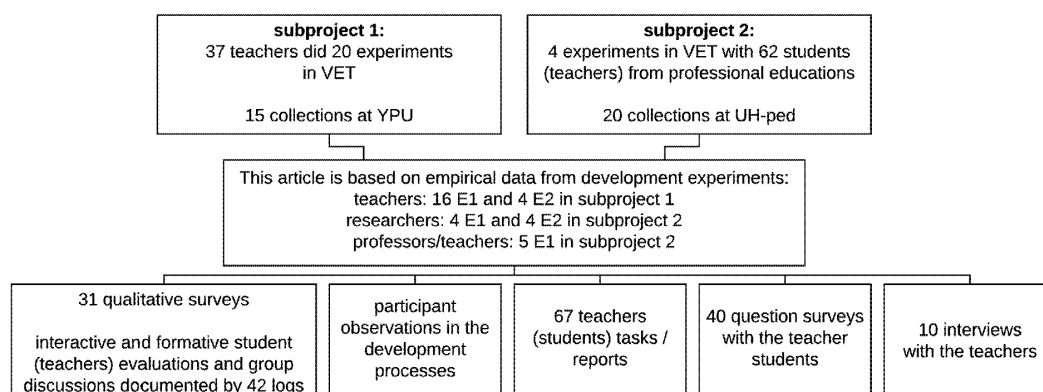 subproject 1:
37 teachers did 20 experiments
in VET
15 collections at YPU
subproject 2:
4 experiments in VET with 62 students
(teachers) from professional educations
20 collections at UH-ped
This article is based on empirical data from development experiments:
teachers: 16 E1 and 4 E2 in subproject 1
researchers: 4 E1 and 4 E2 in subproject 2
professors/teachers: 5 E1 in subproject 2
31 qualitative surveys
interactive and formative student
(teachers) evaluations and group
discussions documented by 42 logs
participant
observations in the
development
processes
67 teachers
(students) tasks /
reports
40 question surveys
with the teacher
students
10 interviews
with the teachers